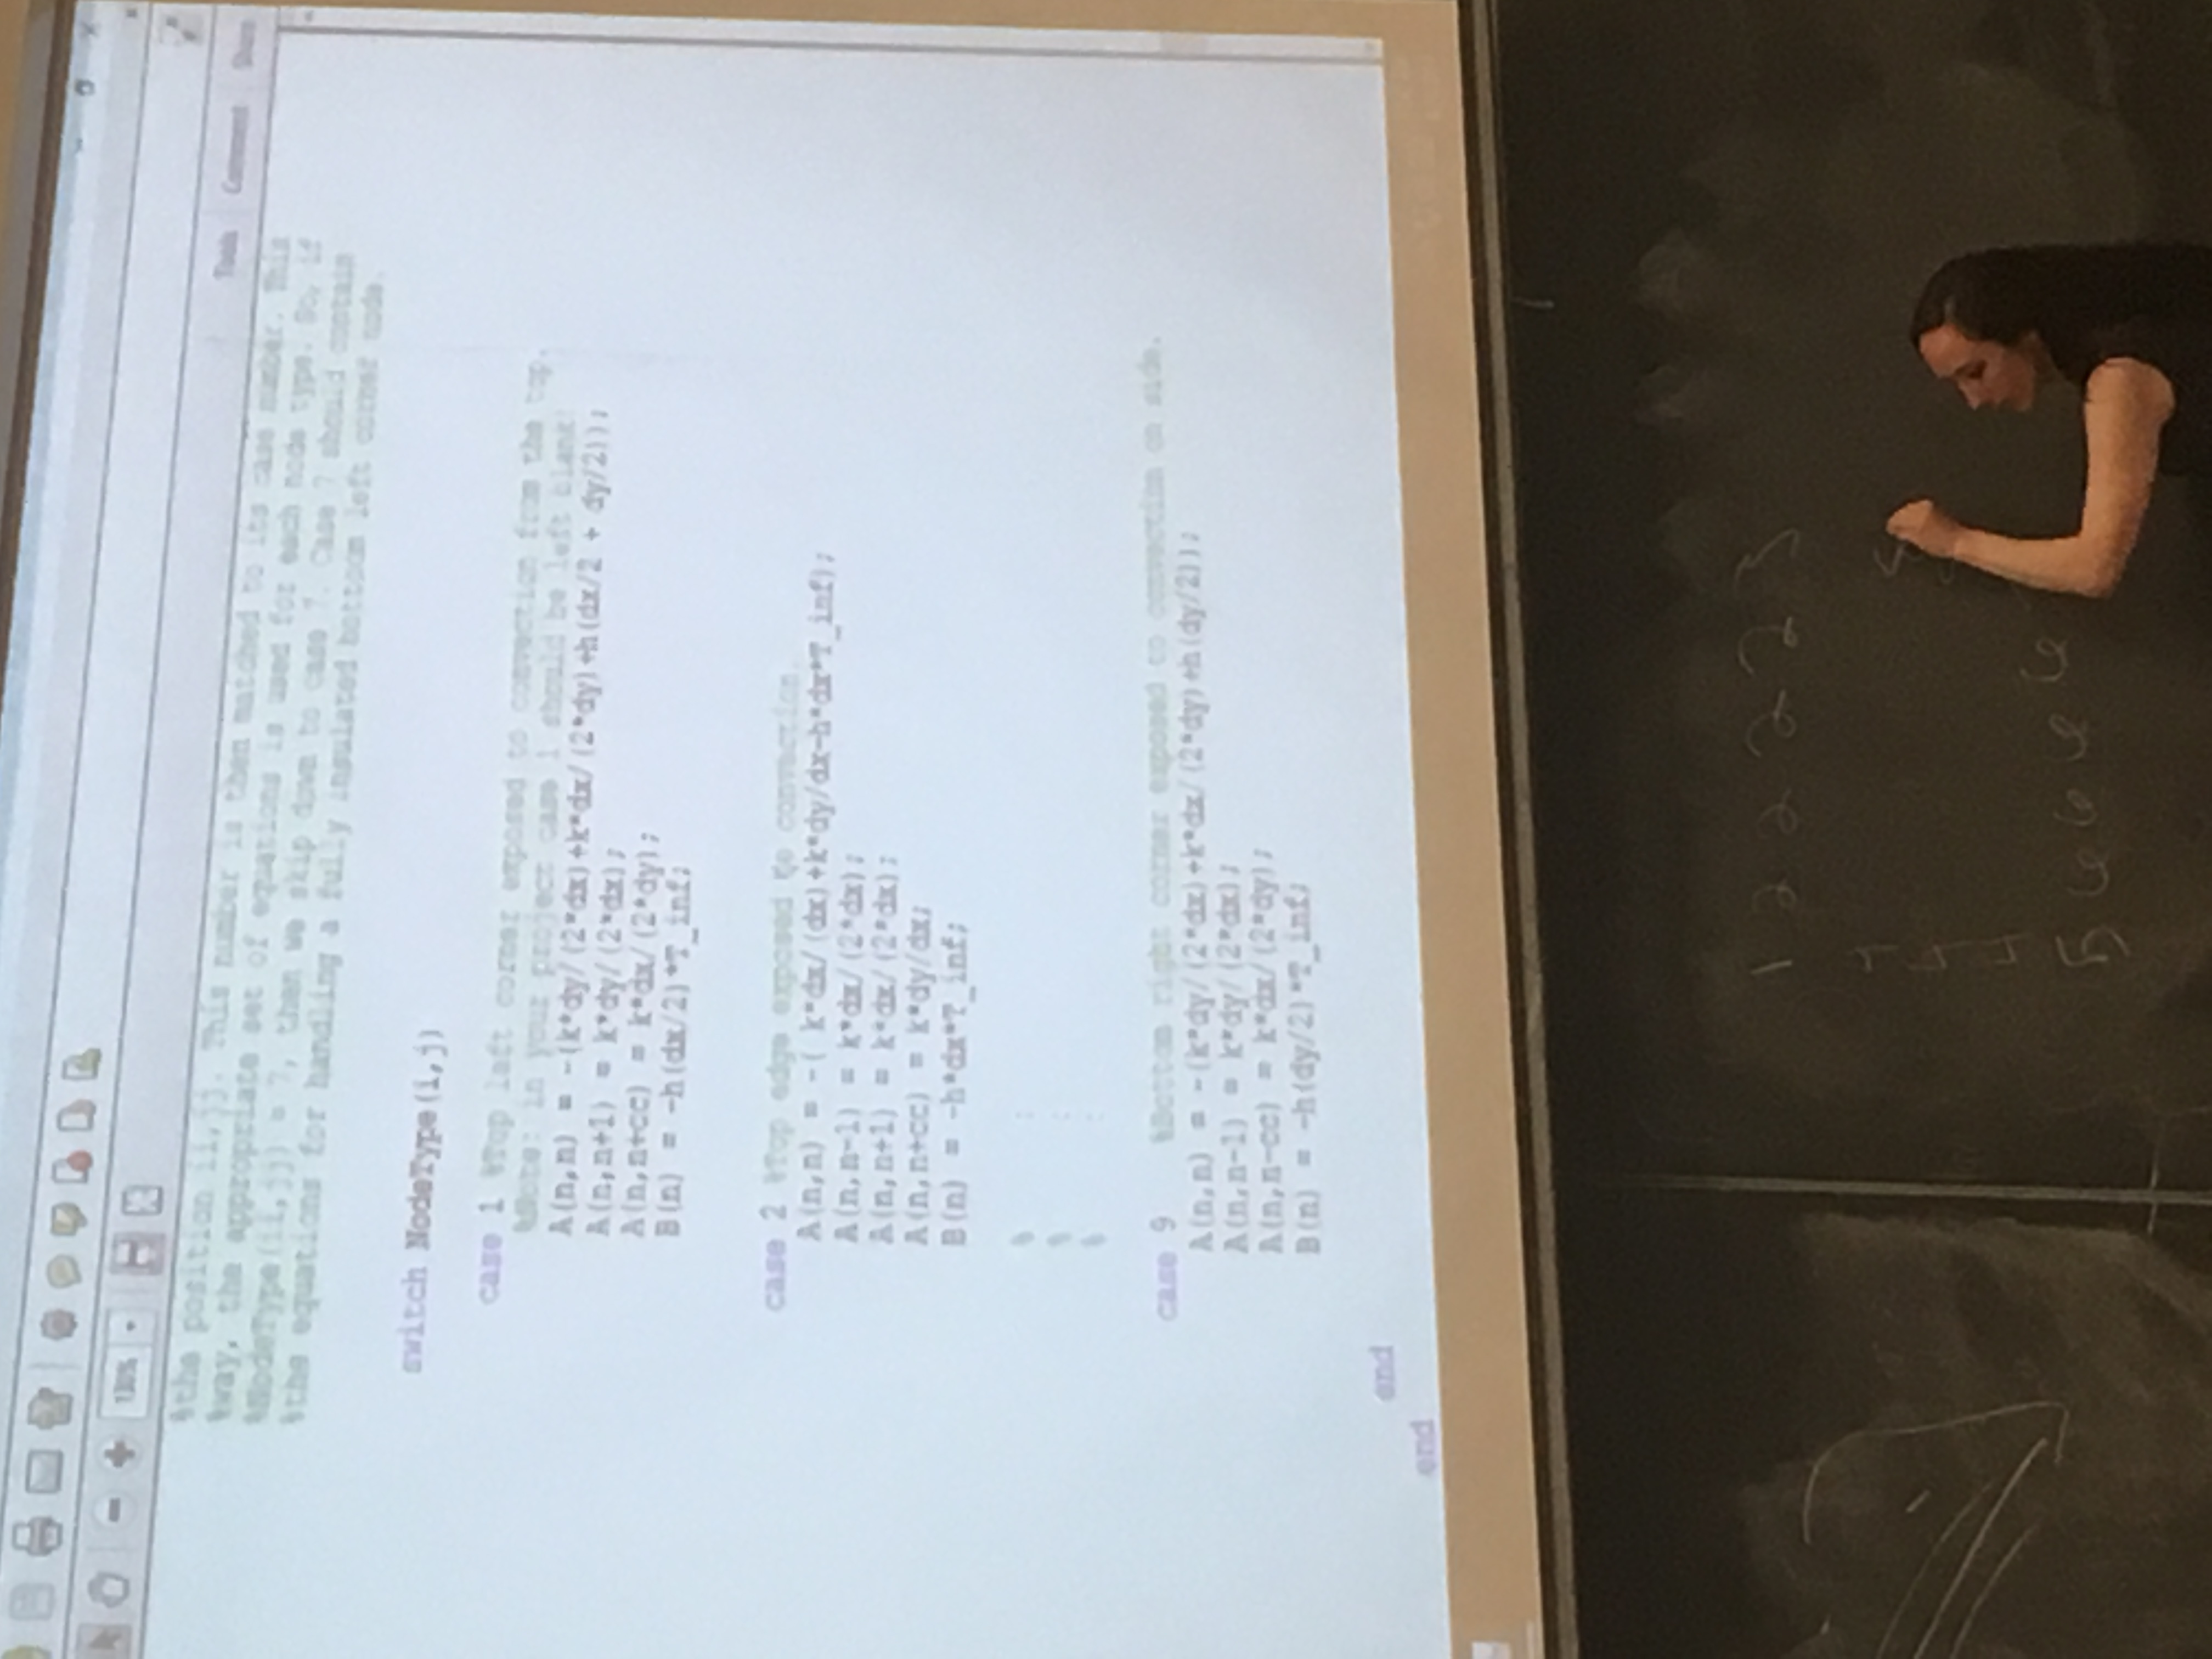 130%
Tools Comment Share
%the position ii,jj. This number is then matched to its case number. This
%way, the appropriate set of equations is used for each node type. So, if
%NodeType(ii,jj) = 7, then we skip down to case 7. Case 7 should contain
%the equations for handling a fully insulated bottom left corner node.
switch NodeType(i,j)
case 1 %Top left corner exposed to convection from the top.
%Note: in your project case 1 should be left blank!
A(n,n) = -(k*dy/(2*dx)+k*dx/(2*dy)+h(dx/2 + dy/2));
A(n,n+1) = k*dy/(2*dx);
A(n,n+cc) = k*dx/(2*dy);
B(n) = -h(dx/2)*T_inf;
case 2 %Top edge exposed to convection.
A(n,n) = -( k*dx/(dx)+k*dy/dx-h*dx*T_inf);
A(n,n-1) = k*dx/(2*dx);
A(n,n+1) = k*dx/(2*dx);
A(n,n+cc) = k*dy/dx;
B(n) = -h*dx*T_inf;
% :
% :
% :
case 9 %Bottom right corner exposed to convection on side.
A(n,n) = -(k*dy/(2*dx)+k*dx/(2*dy)+h(dy/2));
A(n,n-1) = k*dy/(2*dx);
A(n,n-cc) = k*dx/(2*dy);
B(n) = -h(dy/2)*T_inf;
end
end
1 2 2 2 2 3
4
4
4
5 6 6 6 6